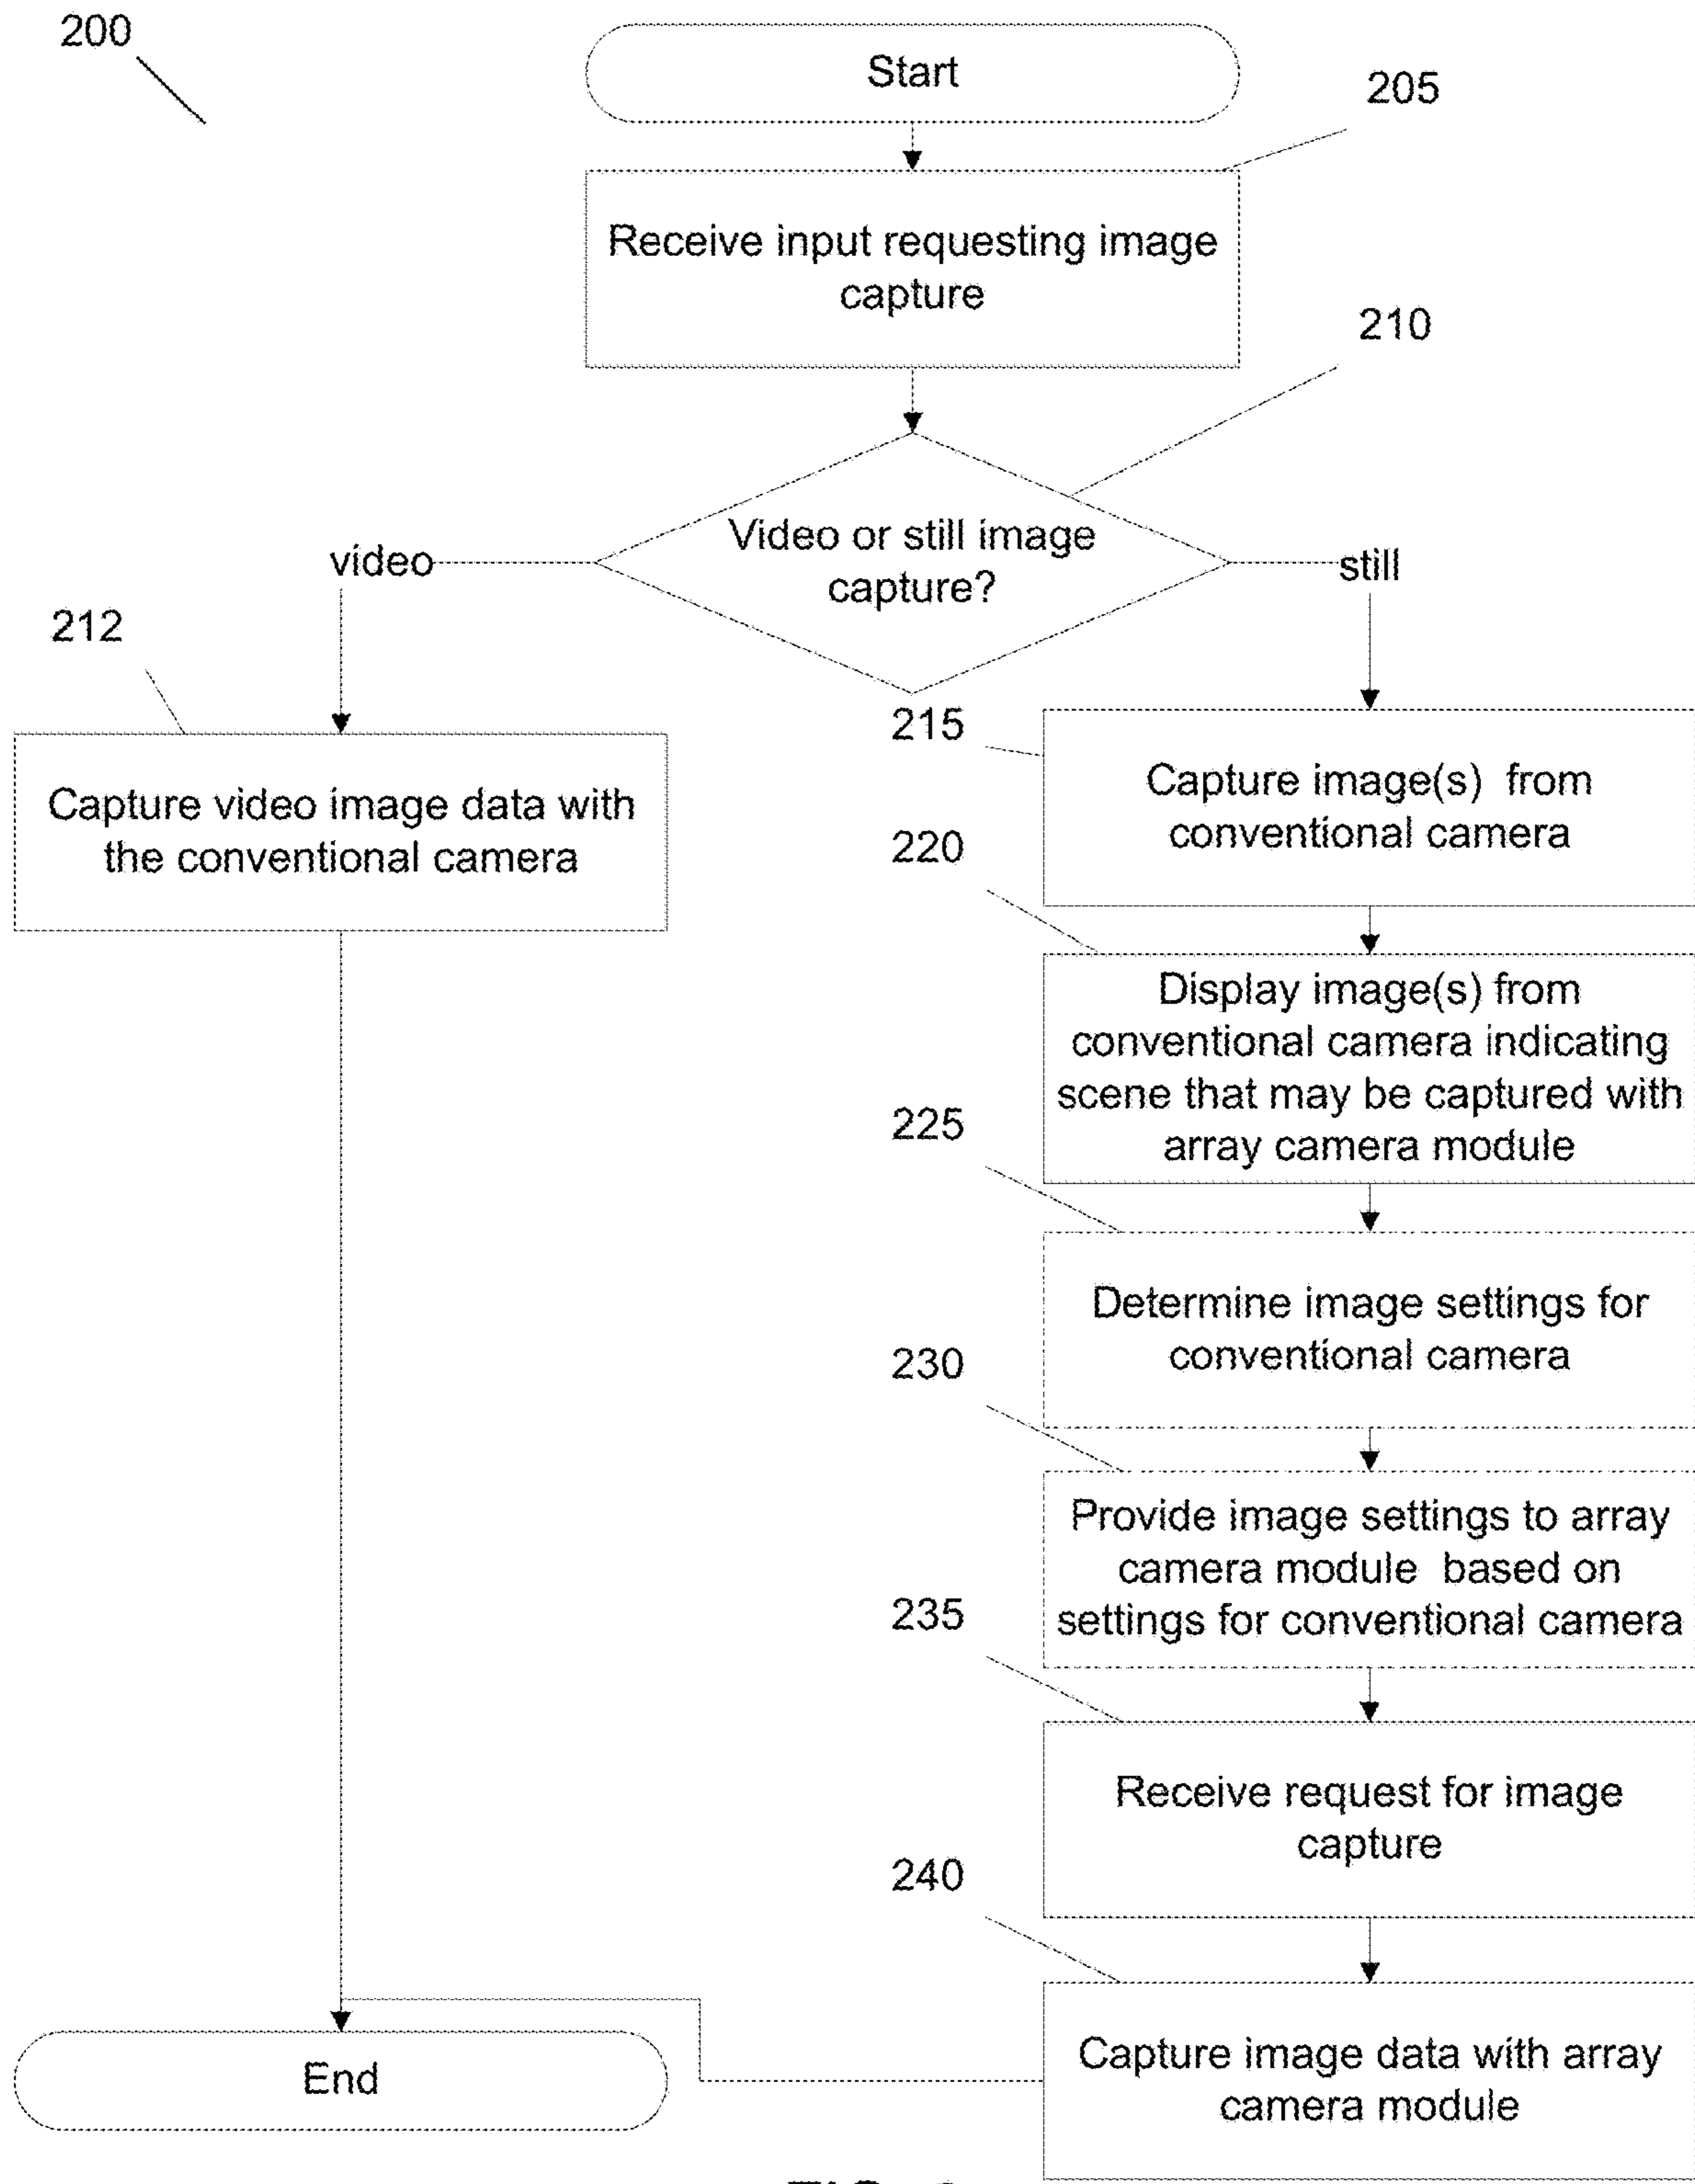 200
Start
205
Receive input requesting image
capture
210
Video or still image
capture?
video
still
212
Capture video image data with
the conventional camera
215
Capture image(s) from
conventional camera
220
Display image(s) from
conventional camera indicating
scene that may be captured with
array camera module
225
Determine image settings for
conventional camera
230
Provide image settings to array
camera module based on
settings for conventional camera
235
Receive request for image
capture
240
Capture image data with array
camera module
End